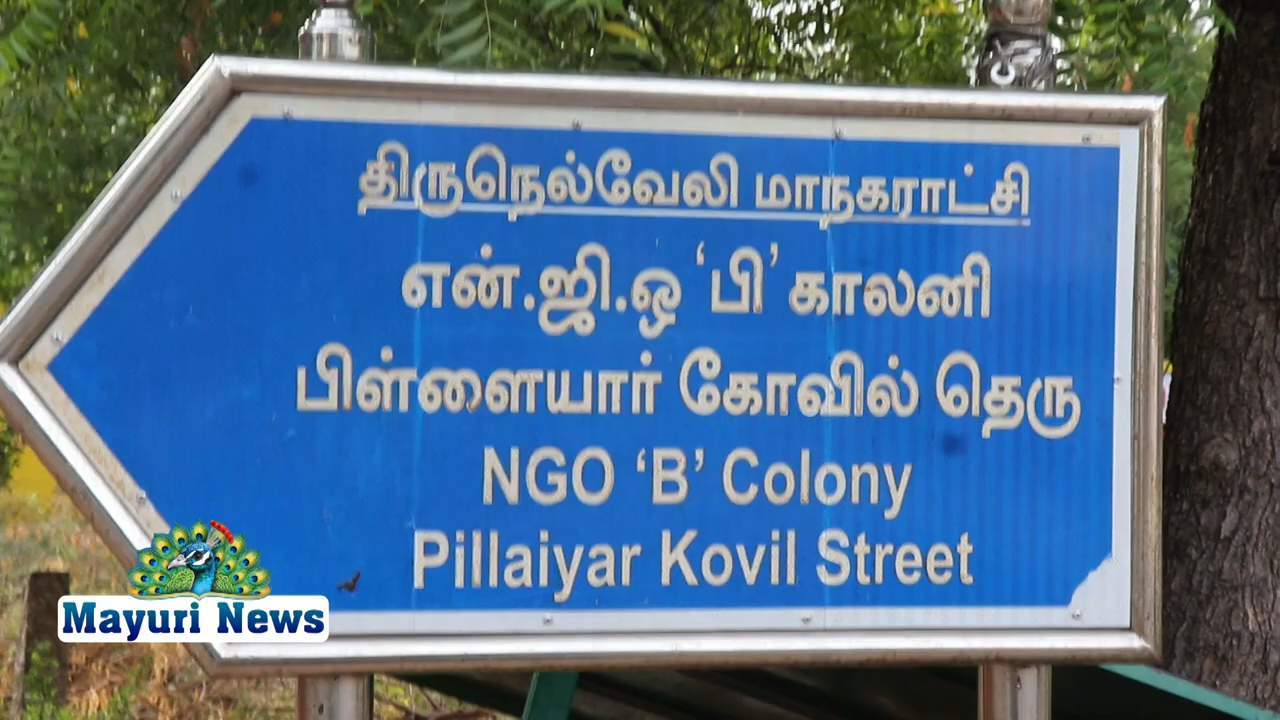 திருநெல்வேலி மாநகராட்சி
என்.ஜி.ஒ ‘பி’ காலனி
பிள்ளையார் கோவில் தெரு
NGO ‘B’ Colony
Pillaiyar Kovil Street
Mayuri News